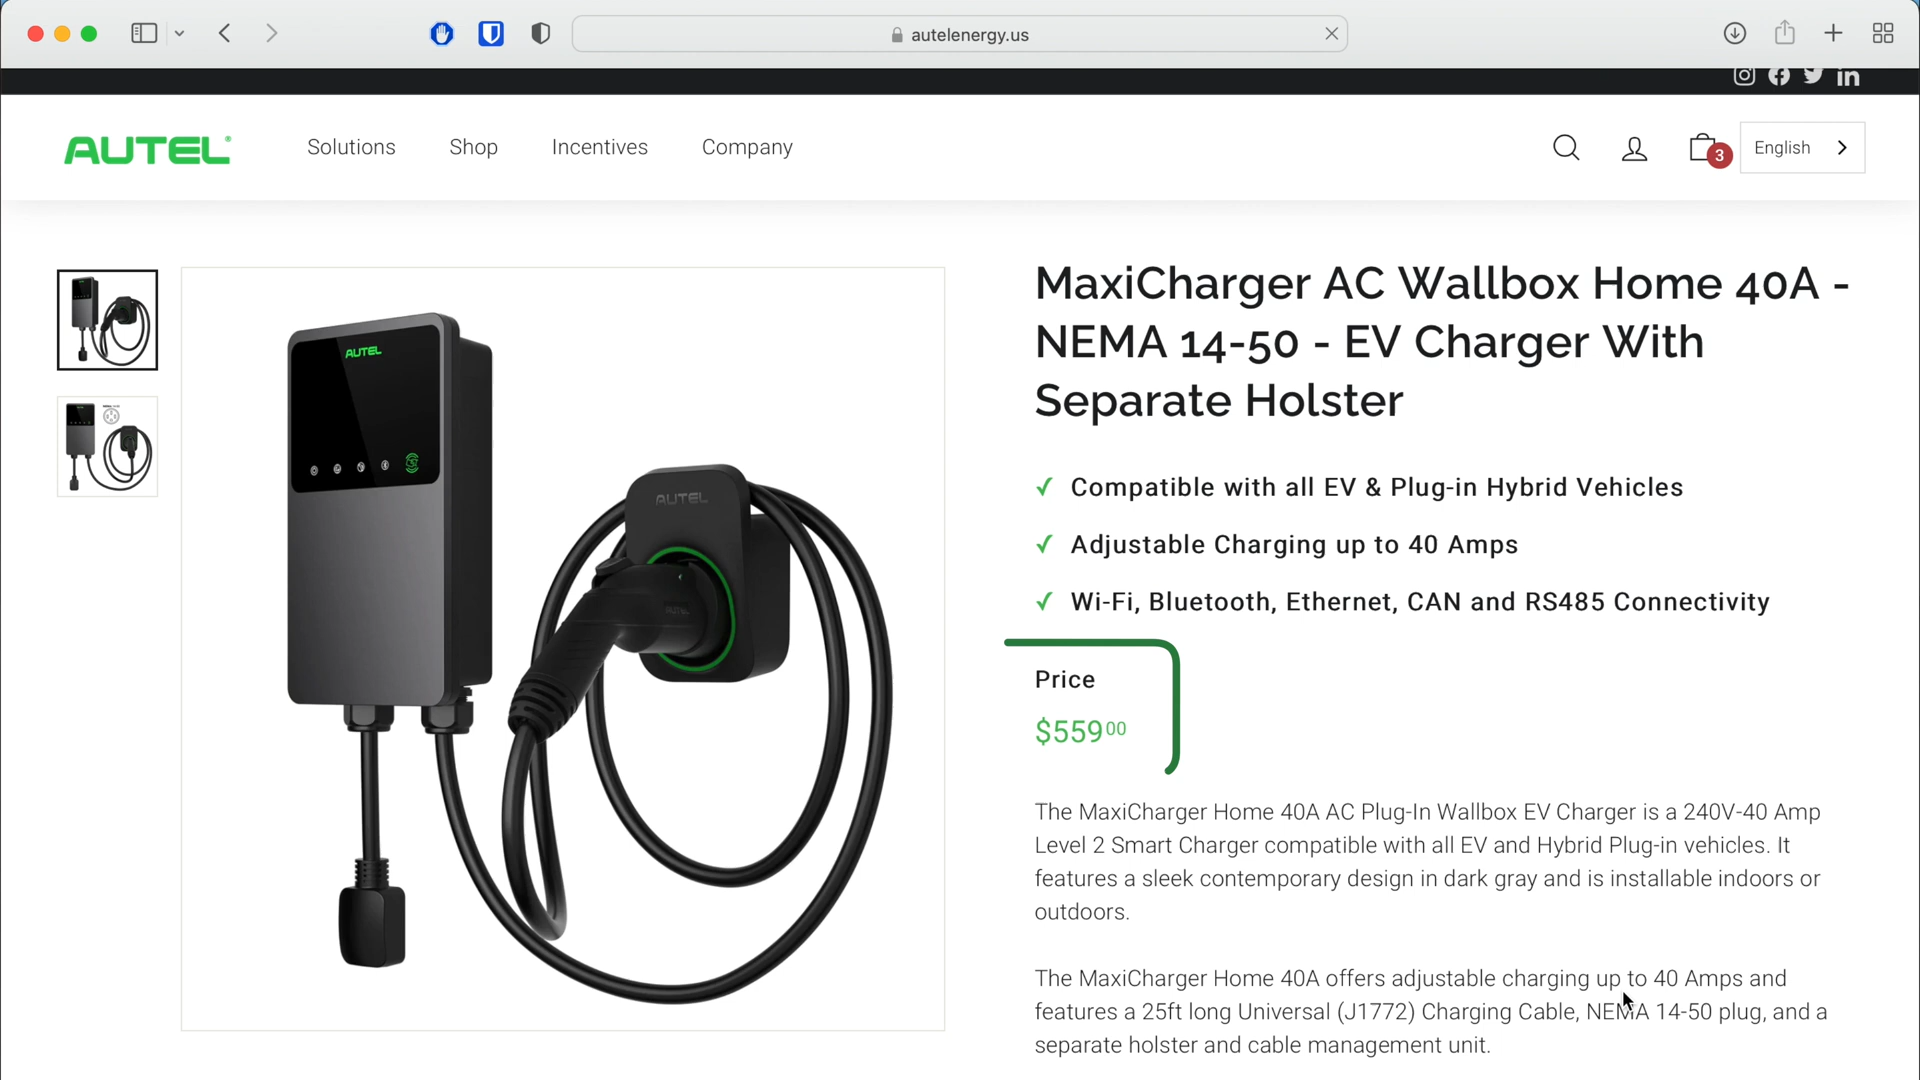 autelenergy.us
AUTEL
Solutions
Shop
Incentives
Company
3
English
AUTEL
AUTEL
MaxiCharger AC Wallbox Home 40A -
NEMA 14-50 - EV Charger With
Separate Holster
Compatible with all EV & Plug-in Hybrid Vehicles
Adjustable Charging up to 40 Amps
Wi-Fi, Bluetooth, Ethernet, CAN and RS485 Connectivity
Price
$559 00
The MaxiCharger Home 40A AC Plug-In Wallbox EV Charger is a 240V-40 Amp
Level 2 Smart Charger compatible with all EV and Hybrid Plug-in vehicles. It
features a sleek contemporary design in dark gray and is installable indoors or
outdoors.
The MaxiCharger Home 40A offers adjustable charging up to 40 Amps and
features a 25ft long Universal (J1772) Charging Cable, NEMA 14-50 plug, and a
separate holster and cable management unit.